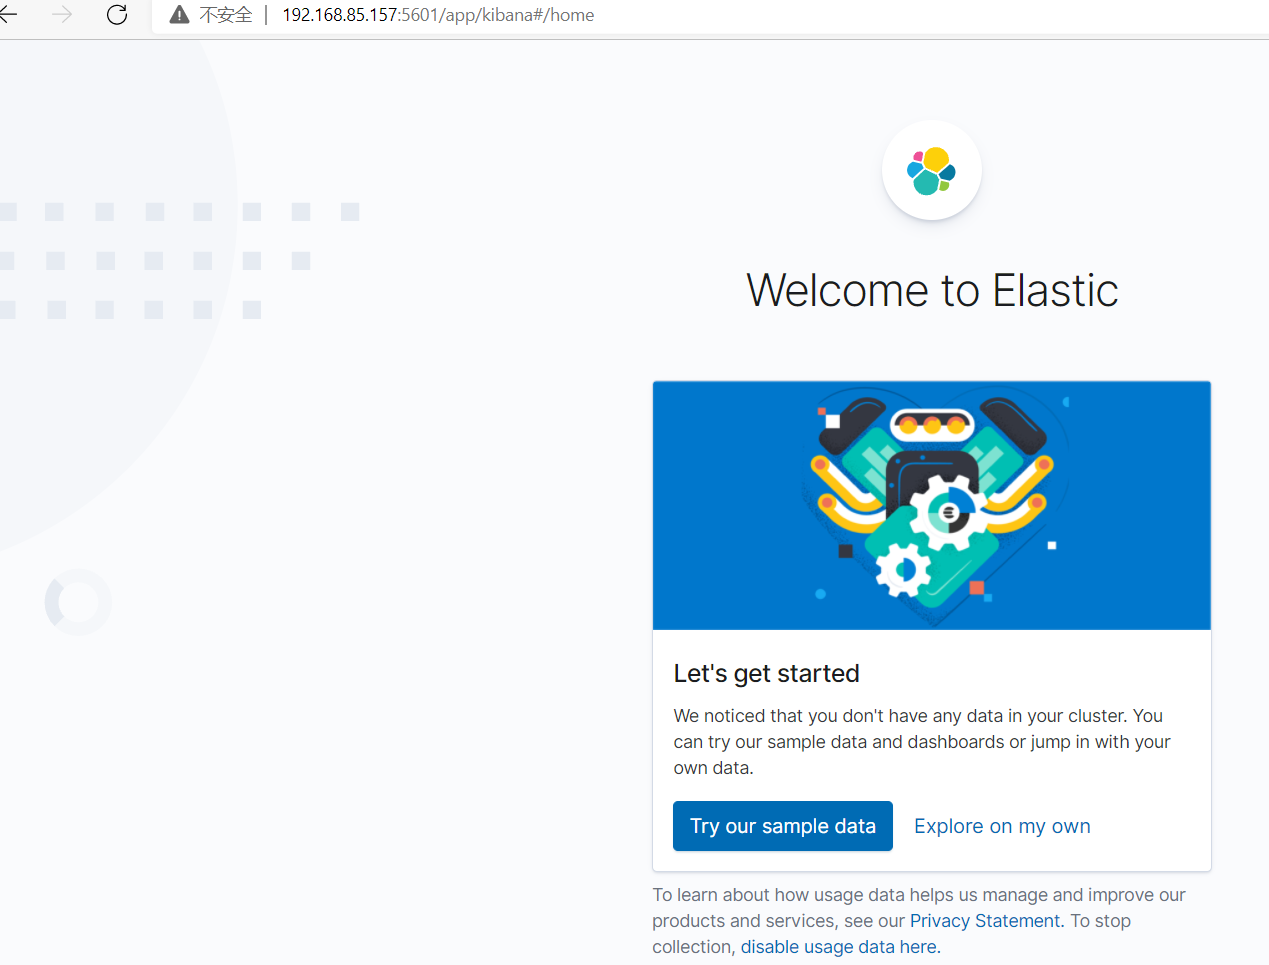 不安全 | 192.168.85.157:5601/app/kibana#/home
Welcome to Elastic
Let's get started
We noticed that you don't have any data in your cluster. You
can try our sample data and dashboards or jump in with your
own data.
Try our sample data Explore on my own
To learn about how usage data helps us manage and improve our
products and services, see our Privacy Statement. To stop
collection, disable usage data here.